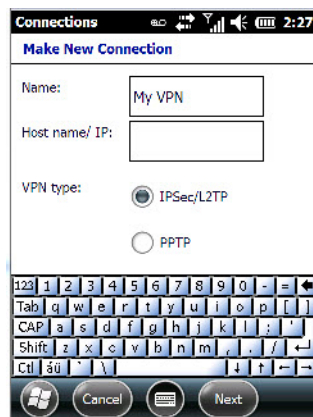 Connections 2:27
Make New Connection
Name: My VPN
Host name/ IP:
VPN type: IPSec/L2TP
PPTP
123 1 2 3 4 5 6 7 8 9 0 - =
Tab q w e r t y u i o p [ ]
CAP a s d f g h j k l ; '
Shift z x c v b n m , . /
Ctl áü ` \
Cancel Next